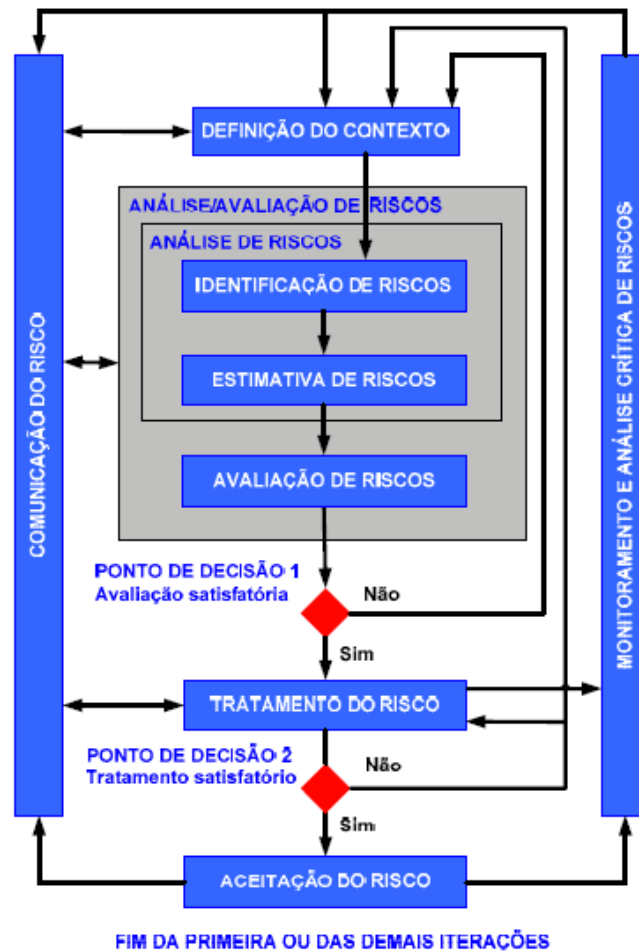 DEFINIÇÃO DO CONTEXTO
ANÁLISE/AVALIAÇÃO DE RISCOS
ANÁLISE DE RISCOS
IDENTIFICAÇÃO DE RISCOS
ESTIMATIVA DE RISCOS
AVALIAÇÃO DE RISCOS
COMUNICAÇÃO DO RISCO
MONITORAMENTO E ANÁLISE CRÍTICA DE RISCOS
PONTO DE DECISÃO 1
Avaliação satisfatória
Não
Sim
TRATAMENTO DO RISCO
PONTO DE DECISÃO 2
Tratamento satisfatório
Não
Sim
ACEITAÇÃO DO RISCO
FIM DA PRIMEIRA OU DAS DEMAIS ITERAÇÕES